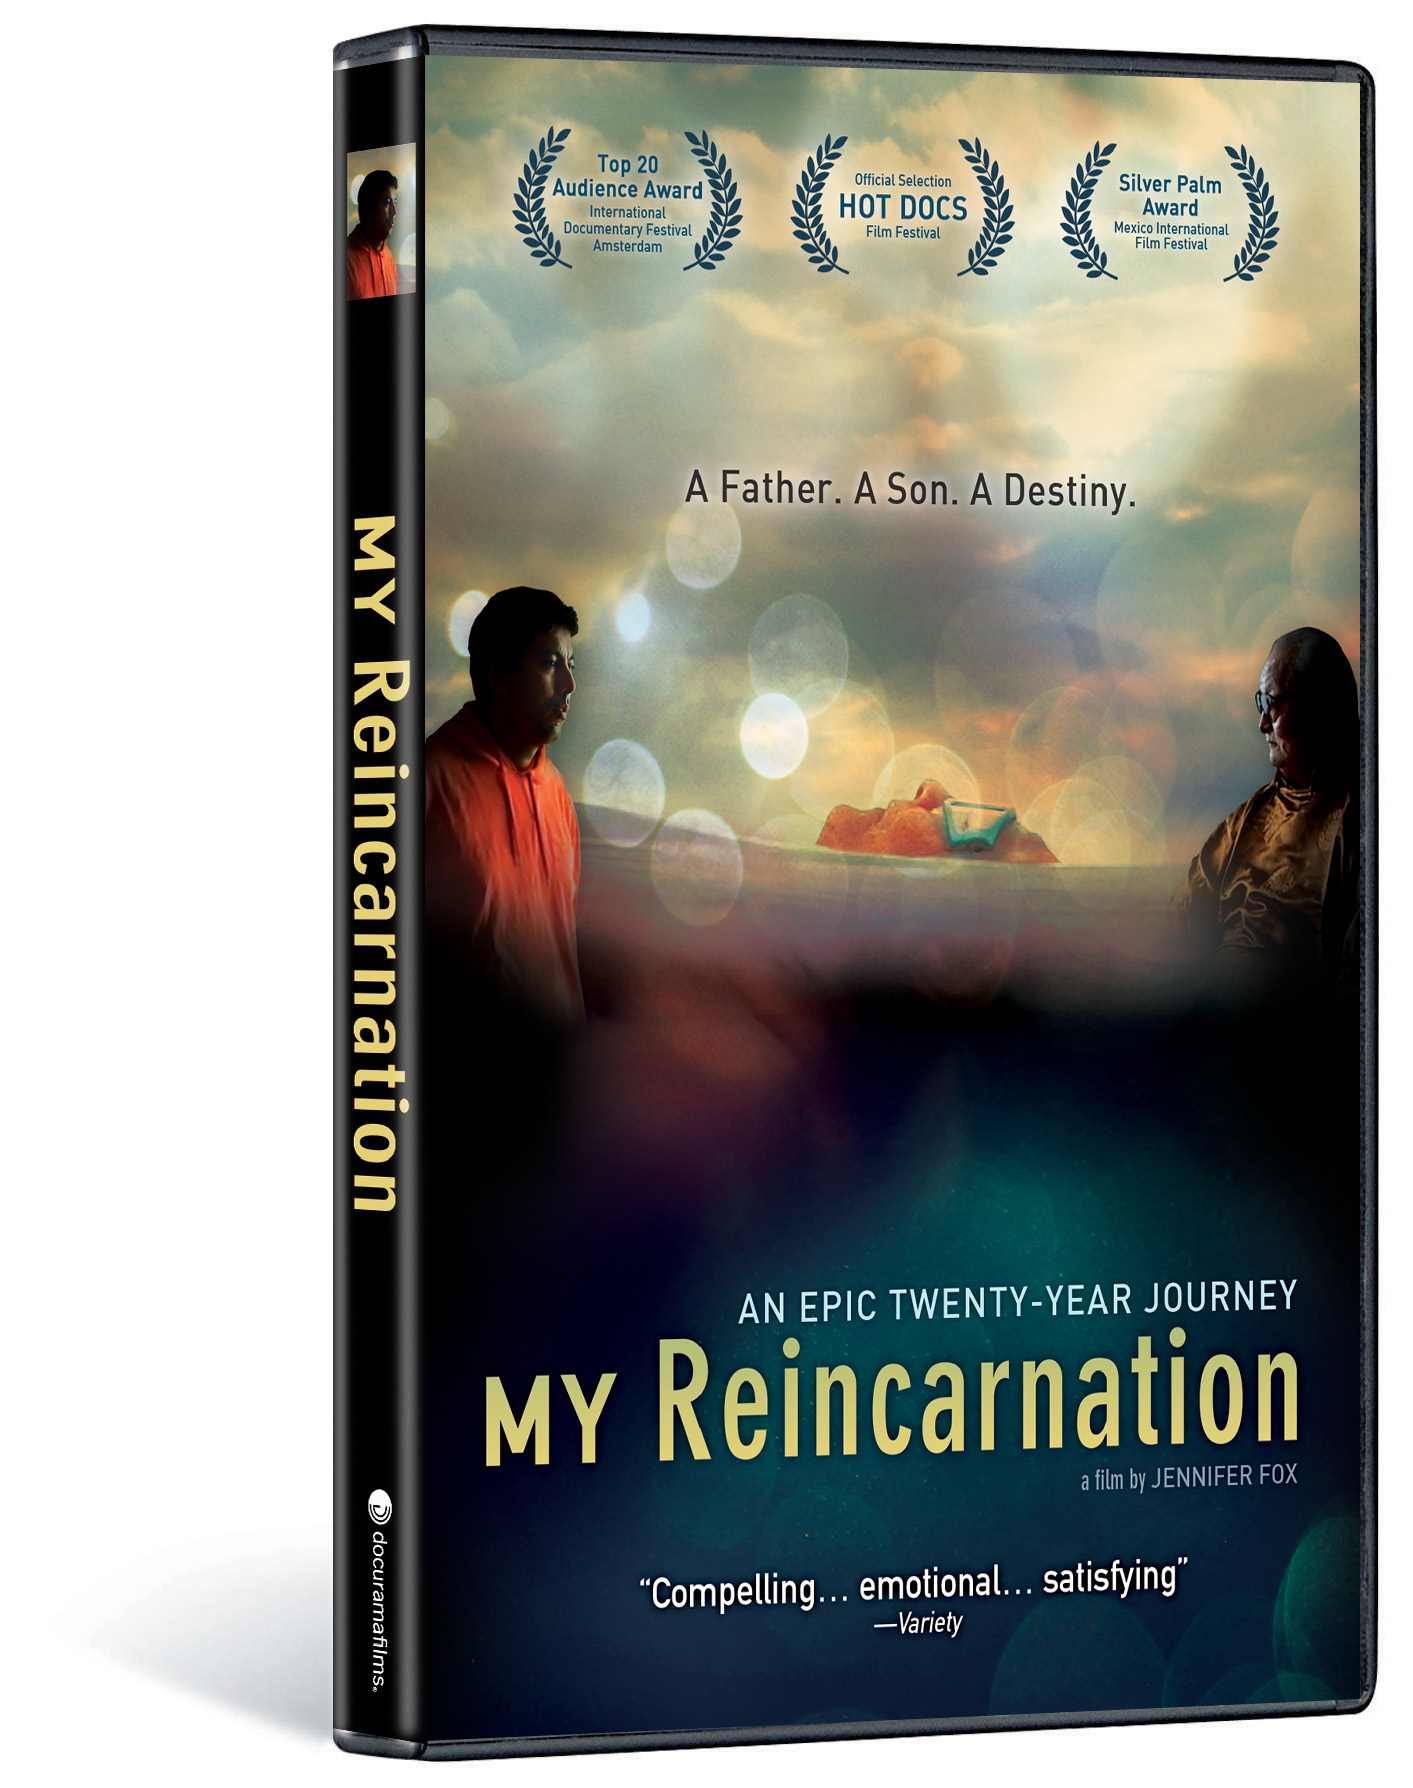 Top 20
Audience Award
International
Documentary Festival
Amsterdam
Official Selection
HOT DOCS
Film Festival
Silver Palm
Award
Mexico International
Film Festival
A Father. A Son. A Destiny.
AN EPIC TWENTY-YEAR JOURNEY
MY Reincarnation
a film by JENNIFER FOX
“Compelling... emotional... satisfying”
—Variety
MY Reincarnation
docuramafilms®